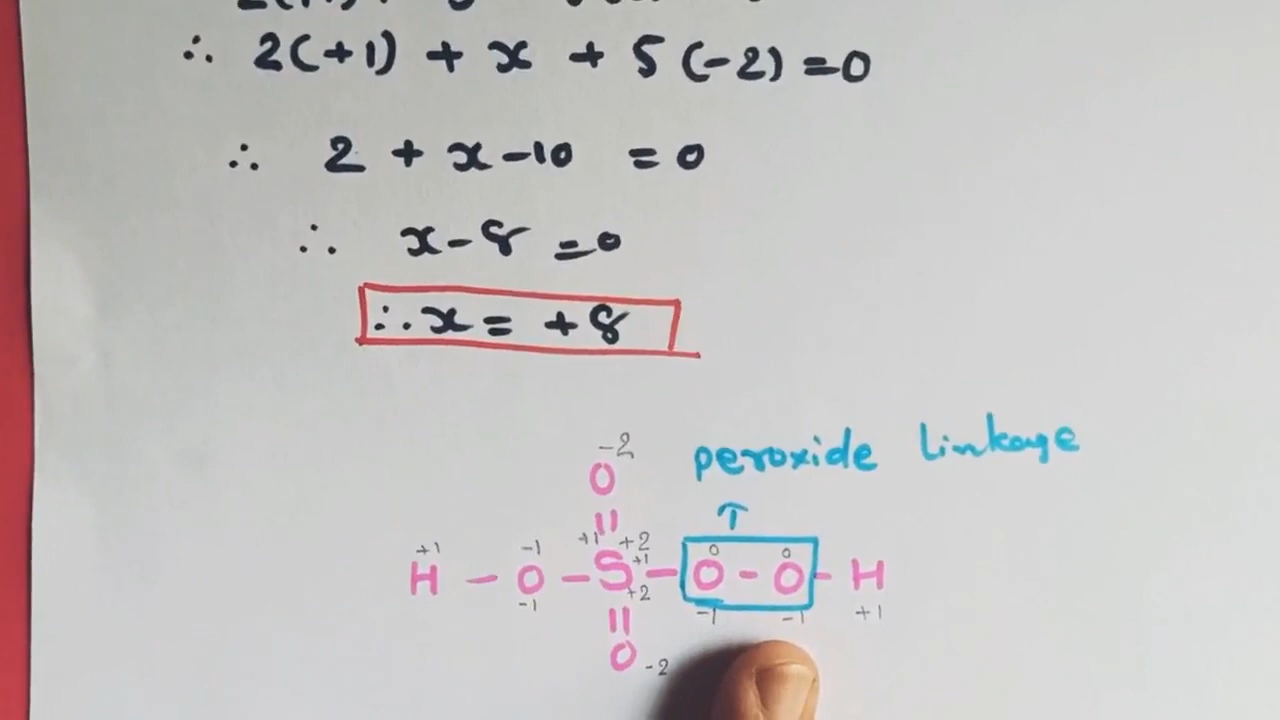 ∴ 2(+1) + x + 5(-2) = 0
∴ 2 + x - 10 = 0
∴ x - 8 = 0
∴ x = + 8
peroxide linkage
-2
O
||
+1 -1 +1 +2 +1 0 0
H - O - S - O - O - H
-1 +2 -1 -1 +1
||
O -2